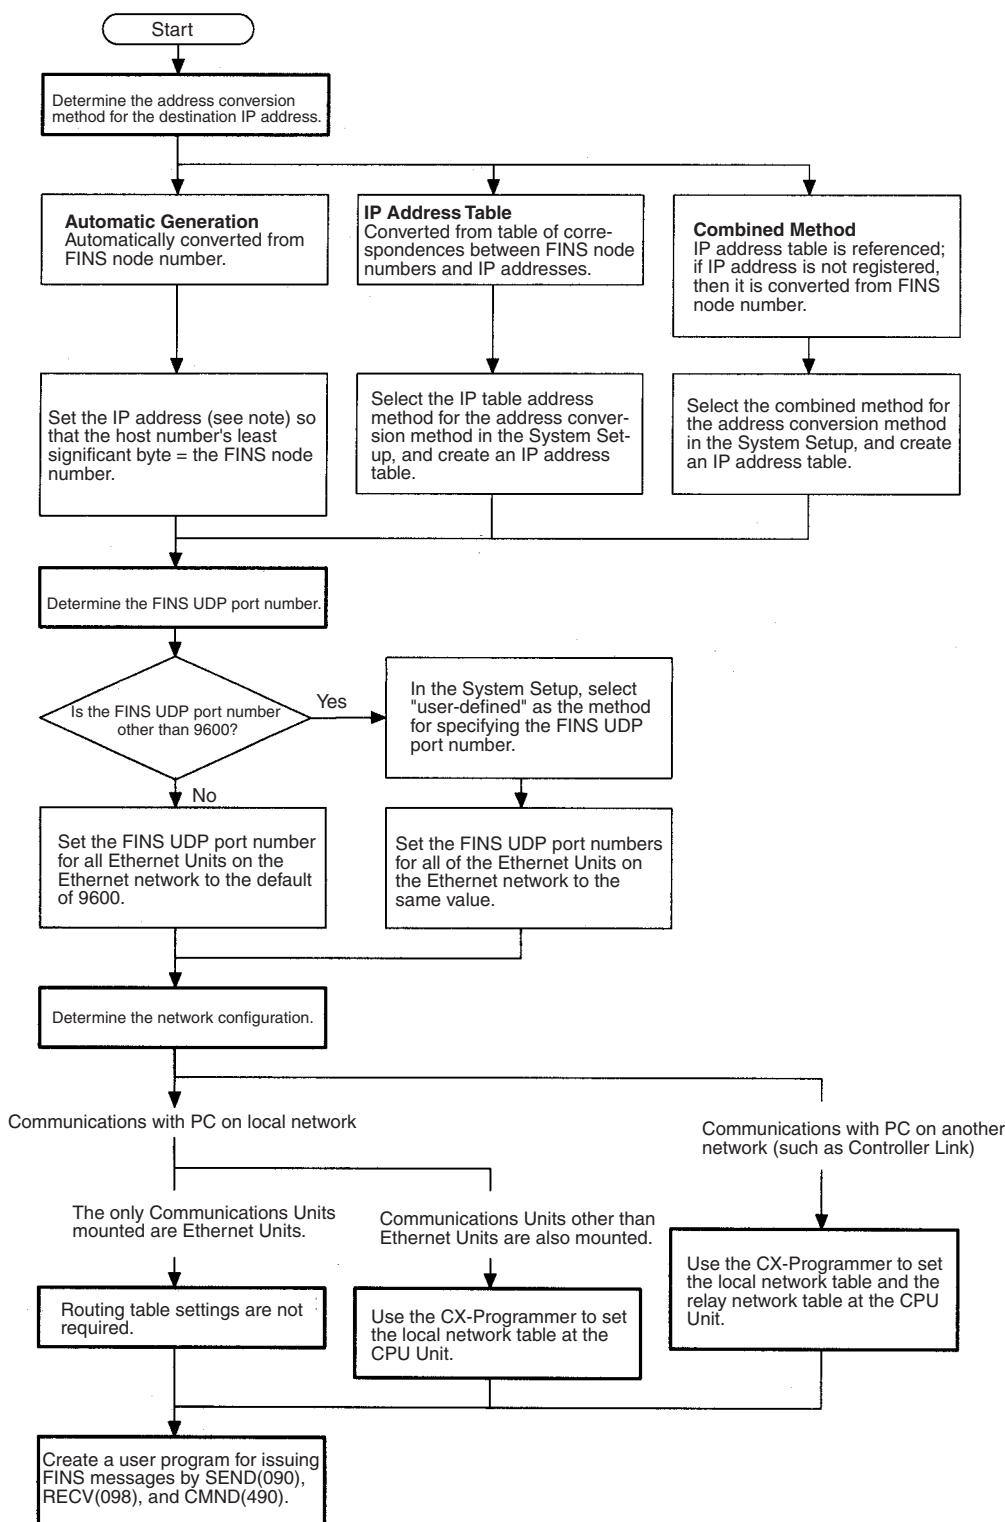 Start
Determine the address conversion
method for the destination IP address.
Automatic Generation
Automatically converted from
FINS node number.
IP Address Table
Converted from table of corre-
spondences between FINS node
numbers and IP addresses.
Combined Method
IP address table is referenced;
if IP address is not registered,
then it is converted from FINS
node number.
Set the IP address (see note) so
that the host number's least
significant byte = the FINS node
number.
Select the IP table address
method for the address conver-
sion method in the System Set-
up, and create an IP address
table.
Select the combined method for
the address conversion method
in the System Setup, and create
an IP address table.
Determine the FINS UDP port number.
Is the FINS UDP port number
other than 9600?
Yes
In the System Setup, select
"user-defined" as the method
for specifying the FINS UDP
port number.
No
Set the FINS UDP port number
for all Ethernet Units on the
Ethernet network to the default
of 9600.
Set the FINS UDP port numbers
for all of the Ethernet Units on
the Ethernet network to the
same value.
Determine the network configuration.
Communications with PC on local network
Communications with PC on another
network (such as Controller Link)
The only Communications Units
mounted are Ethernet Units.
Communications Units other than
Ethernet Units are also mounted.
Routing table settings are not
required.
Use the CX-Programmer to set
the local network table at the
CPU Unit.
Use the CX-Programmer to set
the local network table and the
relay network table at the CPU
Unit.
Create a user program for issuing
FINS messages by SEND(090),
RECV(098), and CMND(490).